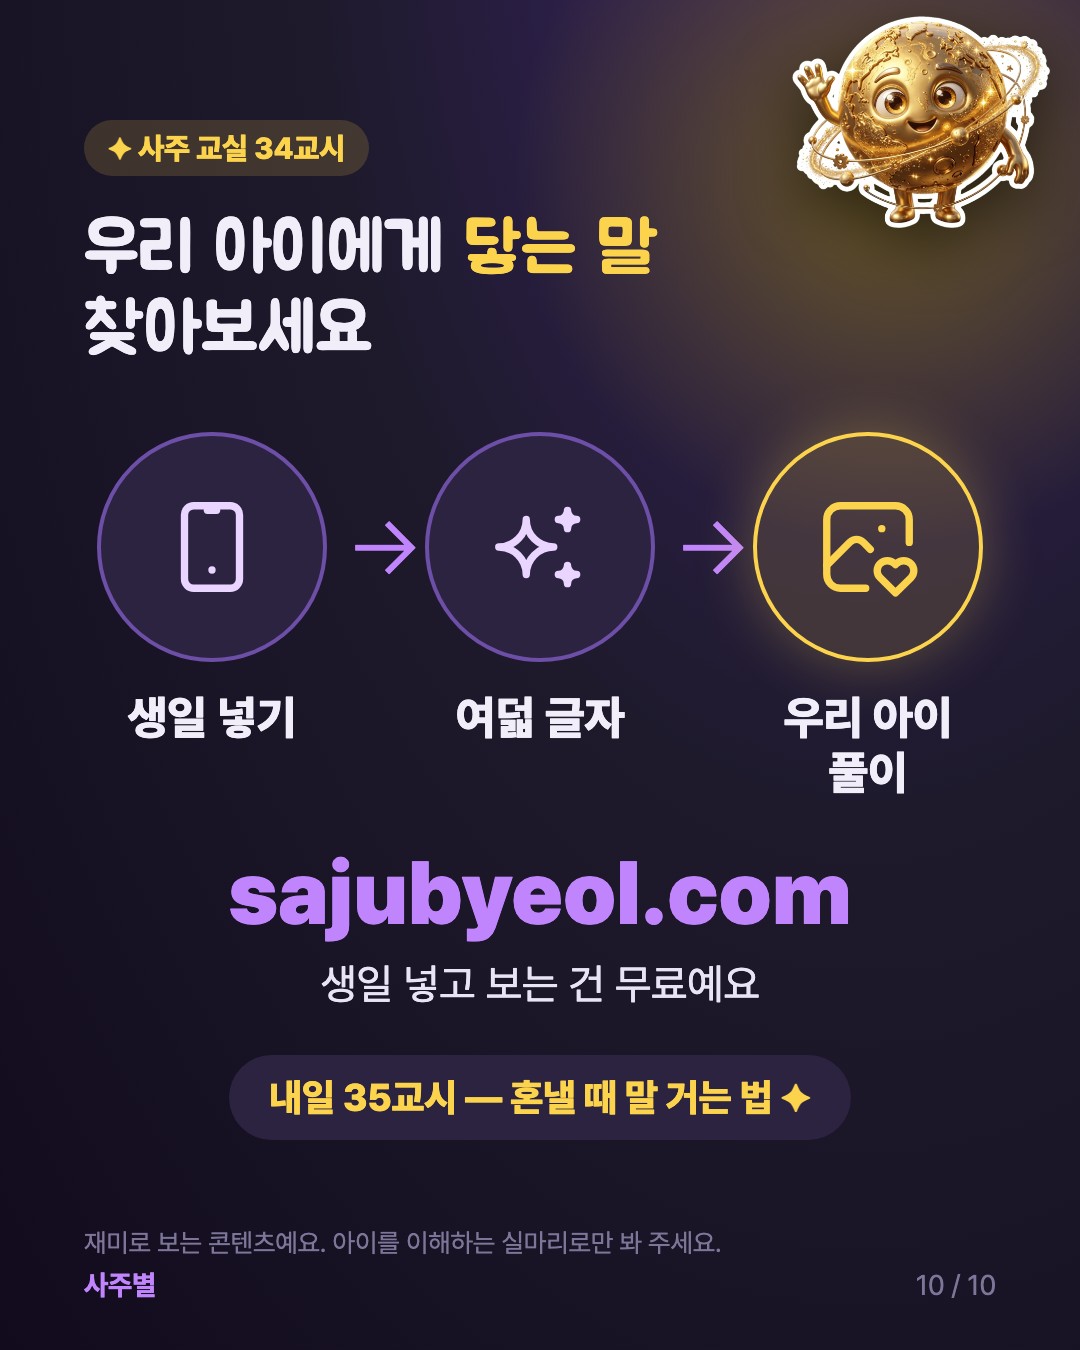 ✦ 사주 교실 34교시
우리 아이에게 닿는 말
찾아보세요
생일 넣기
여덟 글자
우리 아이
풀이
sajubyeol.com
생일 넣고 보는 건 무료예요
내일 35교시 — 혼낼 때 말 거는 법 ✦
재미로 보는 콘텐츠예요. 아이를 이해하는 실마리로만 봐 주세요.
사주별
10 / 10